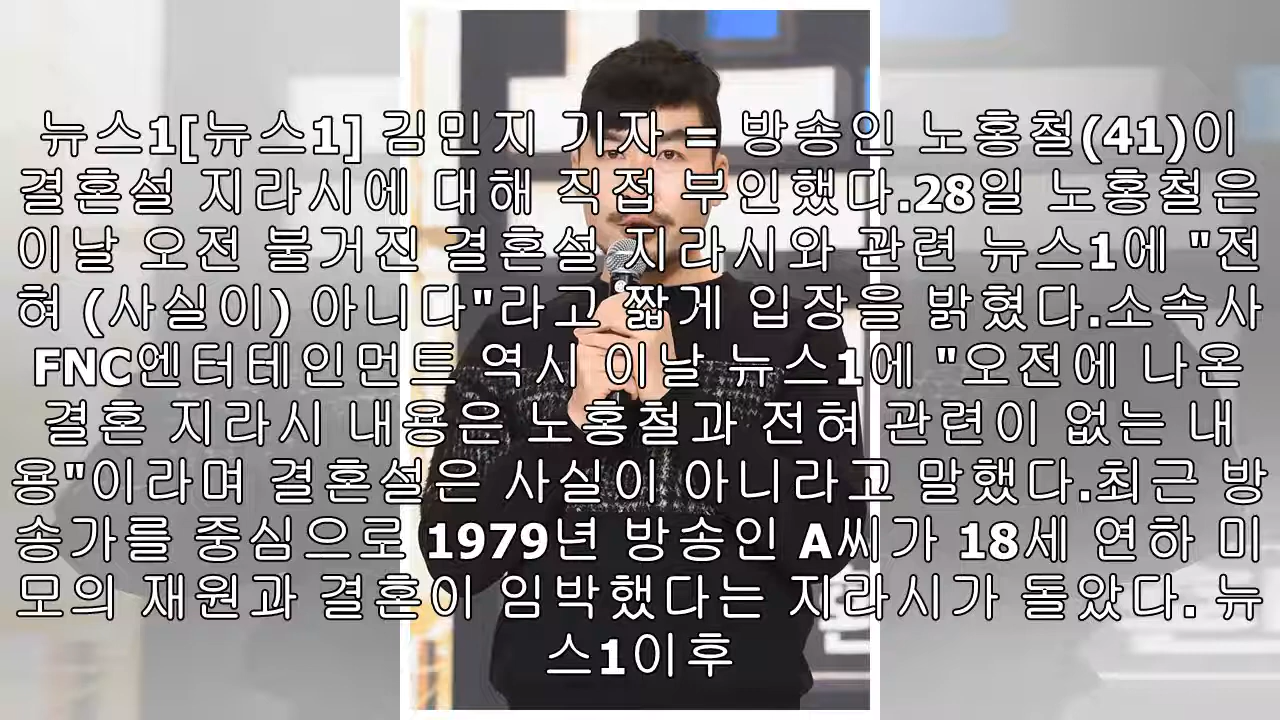 뉴스1[뉴스1] 김민지 기자 = 방송인 노홍철(41)이
결혼설 지라시에 대해 직접 부인했다.28일 노홍철은
이날 오전 불거진 결혼설 지라시와 관련 뉴스1에 "전
혀 (사실이) 아니다"라고 짧게 입장을 밝혔다.소속사
FNC엔터테인먼트 역시 이날 뉴스1에 "오전에 나온
결혼 지라시 내용은 노홍철과 전혀 관련이 없는 내
용"이라며 결혼설은 사실이 아니라고 말했다.최근 방
송가를 중심으로 1979년 방송인 A씨가 18세 연하 미
모의 재원과 결혼이 임박했다는 지라시가 돌았다. 뉴
스1이후